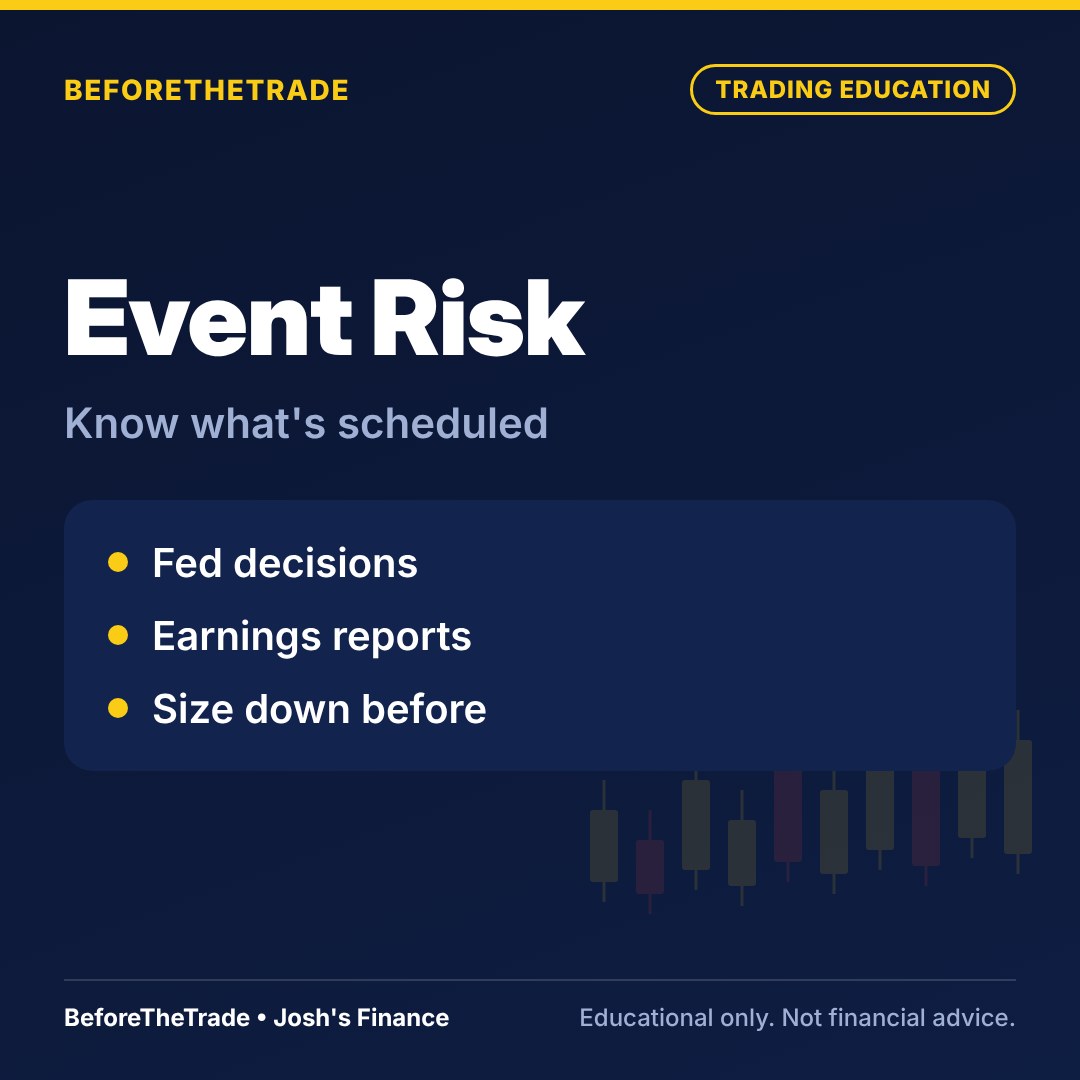 BEFORETHETRADE
TRADING EDUCATION
Event Risk
Know what's scheduled
Fed decisions
Earnings reports
Size down before
BeforeTheTrade • Josh's Finance
Educational only. Not financial advice.